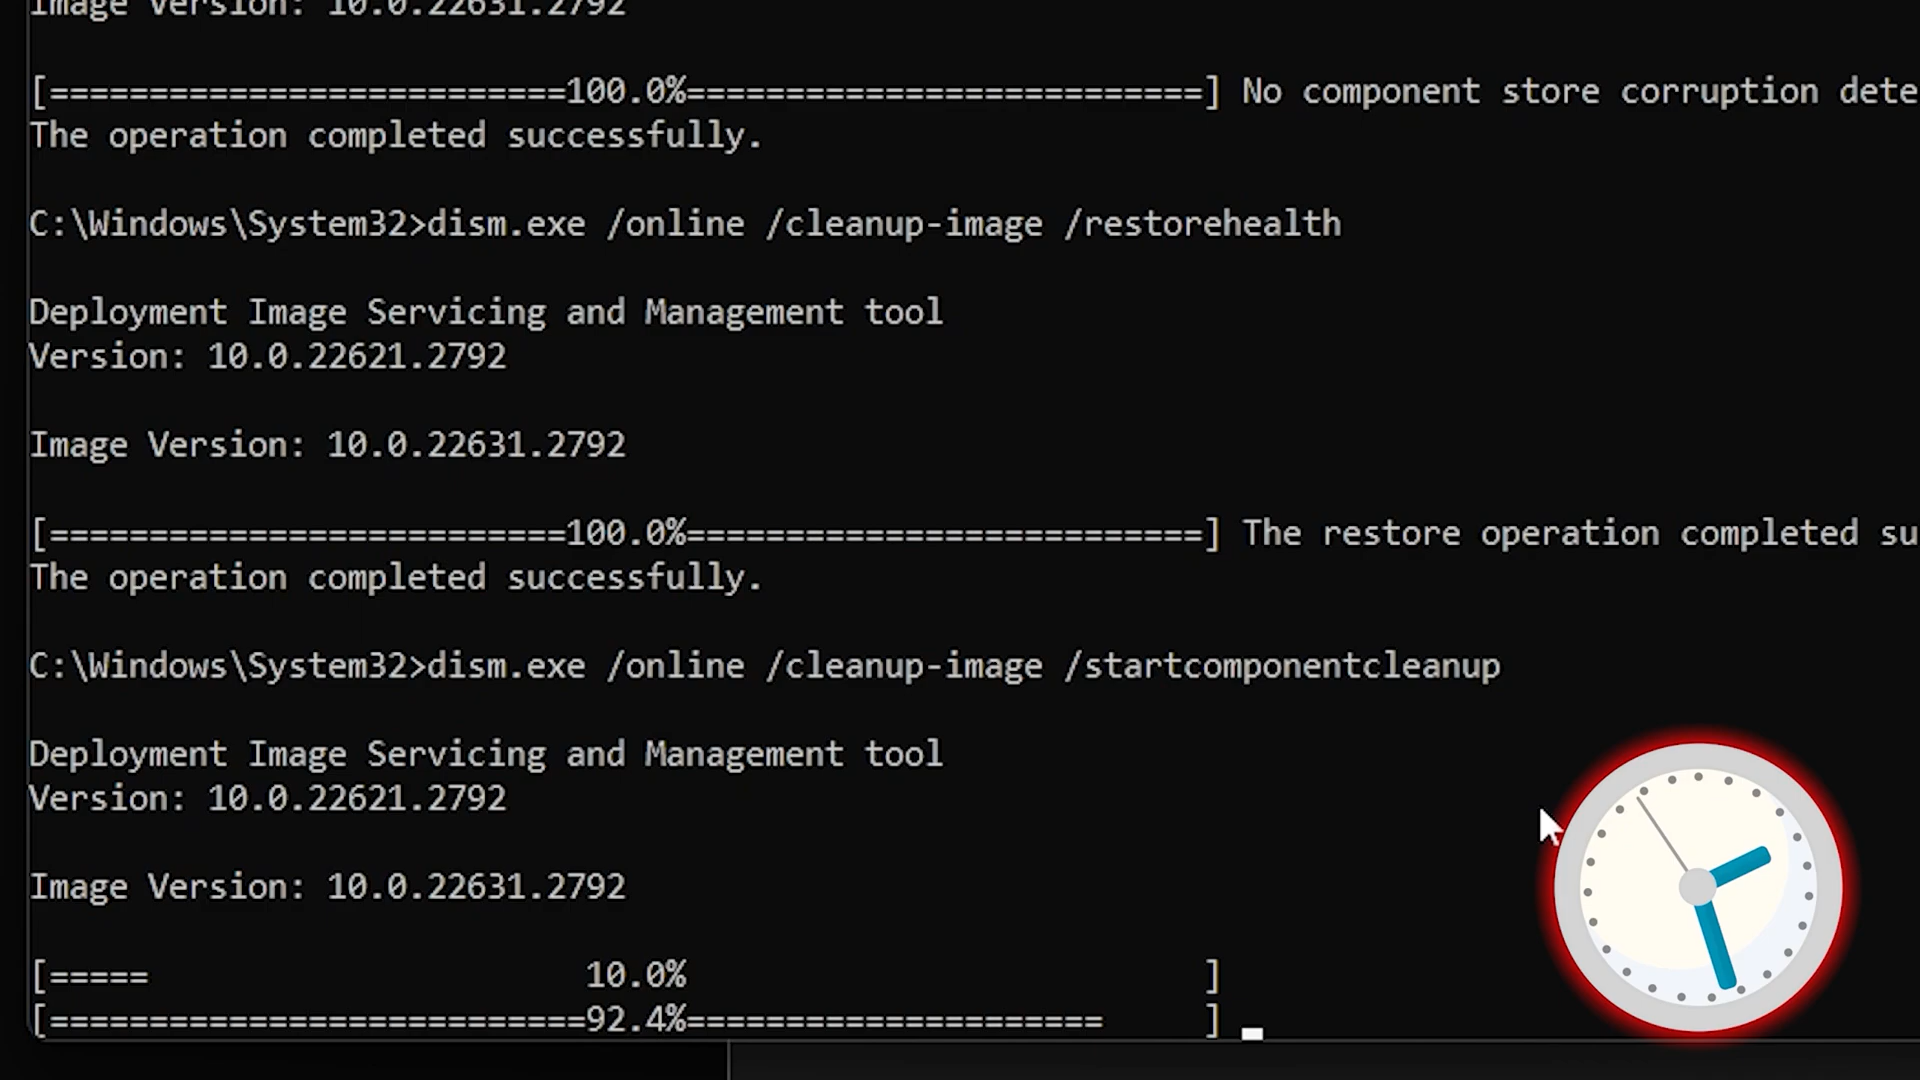 Image Version: 10.0.22631.2792
[==========================100.0%==========================] No component store corruption dete
The operation completed successfully.
C:\Windows\System32>dism.exe /online /cleanup-image /restorehealth
Deployment Image Servicing and Management tool
Version: 10.0.22621.2792
Image Version: 10.0.22631.2792
[==========================100.0%==========================] The restore operation completed su
The operation completed successfully.
C:\Windows\System32>dism.exe /online /cleanup-image /startcomponentcleanup
Deployment Image Servicing and Management tool
Version: 10.0.22621.2792
Image Version: 10.0.22631.2792
[=====                      10.0%                          ]
[===========================92.4%=====================     ]